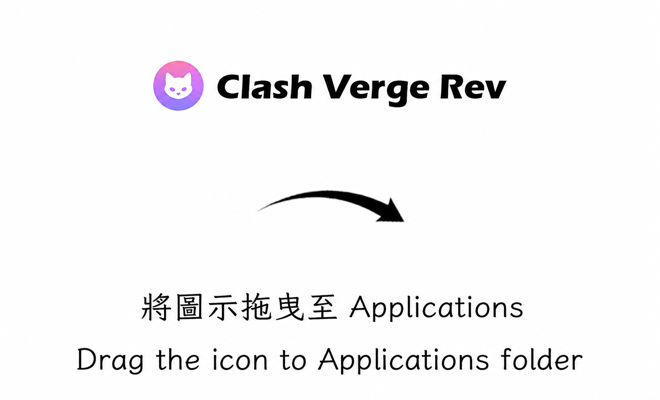 Clash Verge Rev
將圖示拖曳至 Applications
Drag the icon to Applications folder